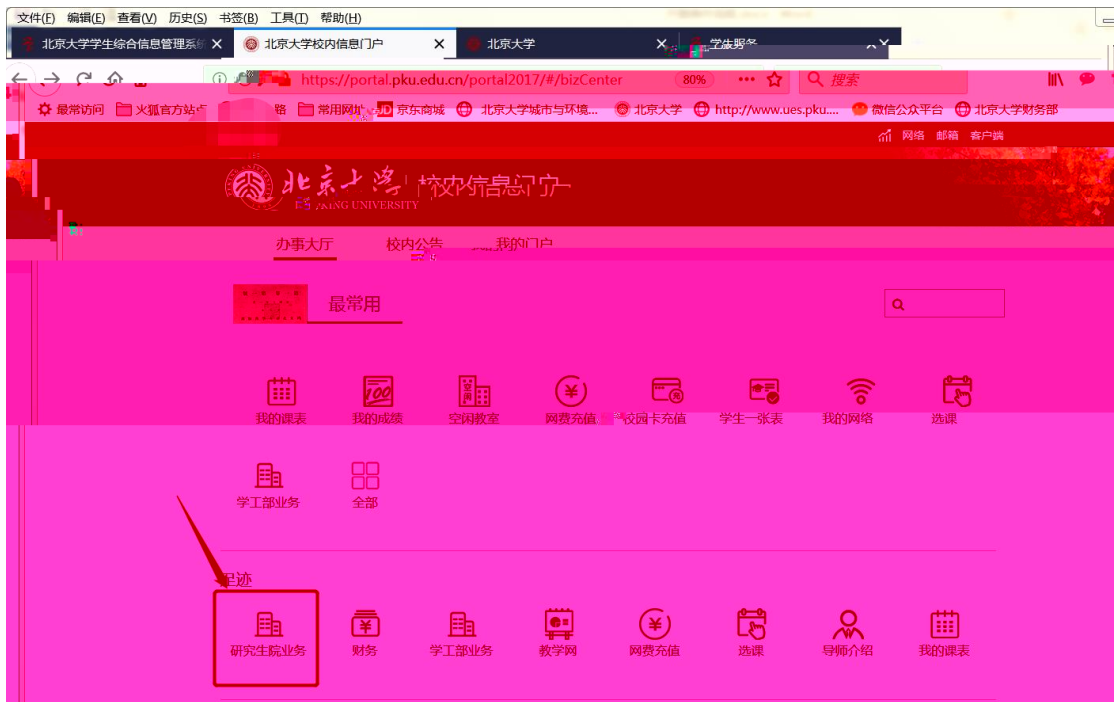 文件(F) 编辑(E) 查看(V) 历史(S) 书签(B) 工具(T) 帮助(H)
北京大学学生综合信息管理系统 北京大学校内信息门户 北京大学
https://portal.pku.edu.cn/portal2017/#/bizCenter 80% 搜索
最常访问 火狐官方站点 常用网址 JD 京东商城 北京大学城市与环境... 北京大学 http://www.ues.pku.... 微信公众平台 北京大学财务部
网络 邮箱 客户端
北京大学 校内信息门户
办事大厅 校内公告 我的门户
最常用
我的课表 我的成绩 空闲教室 网费充值 校园卡充值 学生一张表 我的网络 选课
学工部业务 全部
足迹
研究生院业务 财务 学工部业务 教学网 网费充值 选课 导师介绍 我的课表